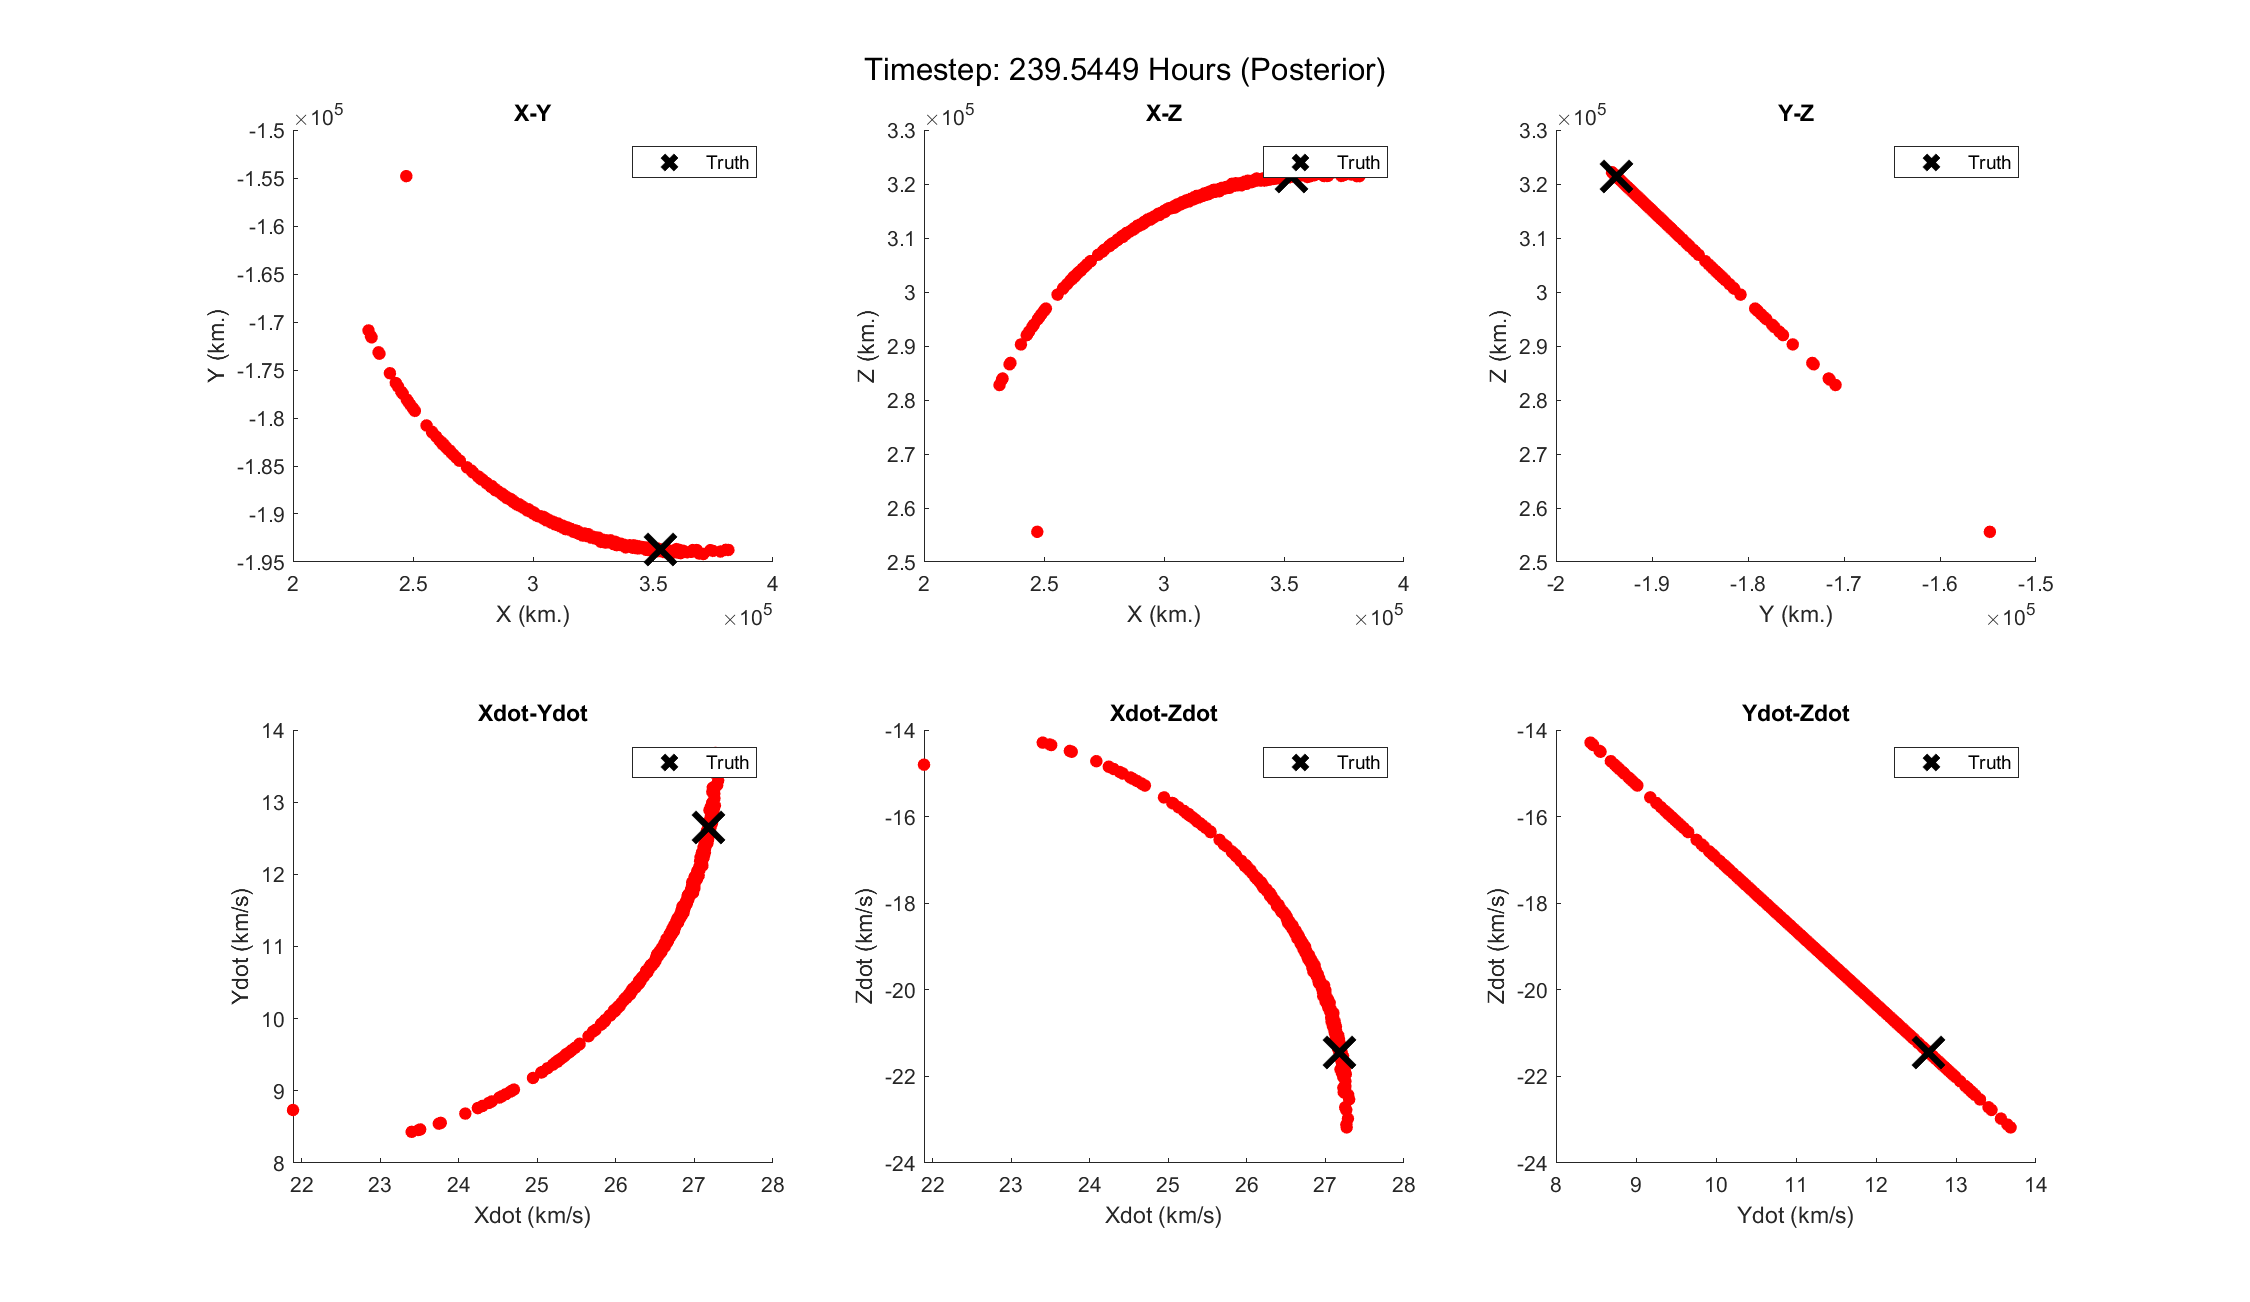 Timestep: 239.5449 Hours (Posterior)
X-Y
×10^5
-1.5
-1.55
-1.6
-1.65
-1.7
-1.75
-1.8
-1.85
-1.9
-1.95
Y (km.)
Truth
2 2.5 3 3.5 4
X (km.)
×10^5
X-Z
×10^5
3.3
3.2
3.1
3
2.9
2.8
2.7
2.6
2.5
Z (km.)
Truth
2 2.5 3 3.5 4
X (km.)
×10^5
Y-Z
×10^5
3.3
3.2
3.1
3
2.9
2.8
2.7
2.6
2.5
Z (km.)
Truth
-2 -1.9 -1.8 -1.7 -1.6 -1.5
Y (km.)
×10^5
Xdot-Ydot
14
13
12
11
10
9
8
Ydot (km/s)
Truth
22 23 24 25 26 27 28
Xdot (km/s)
Xdot-Zdot
-14
-16
-18
-20
-22
-24
Zdot (km/s)
Truth
22 23 24 25 26 27 28
Xdot (km/s)
Ydot-Zdot
-14
-16
-18
-20
-22
-24
Zdot (km/s)
Truth
8 9 10 11 12 13 14
Ydot (km/s)